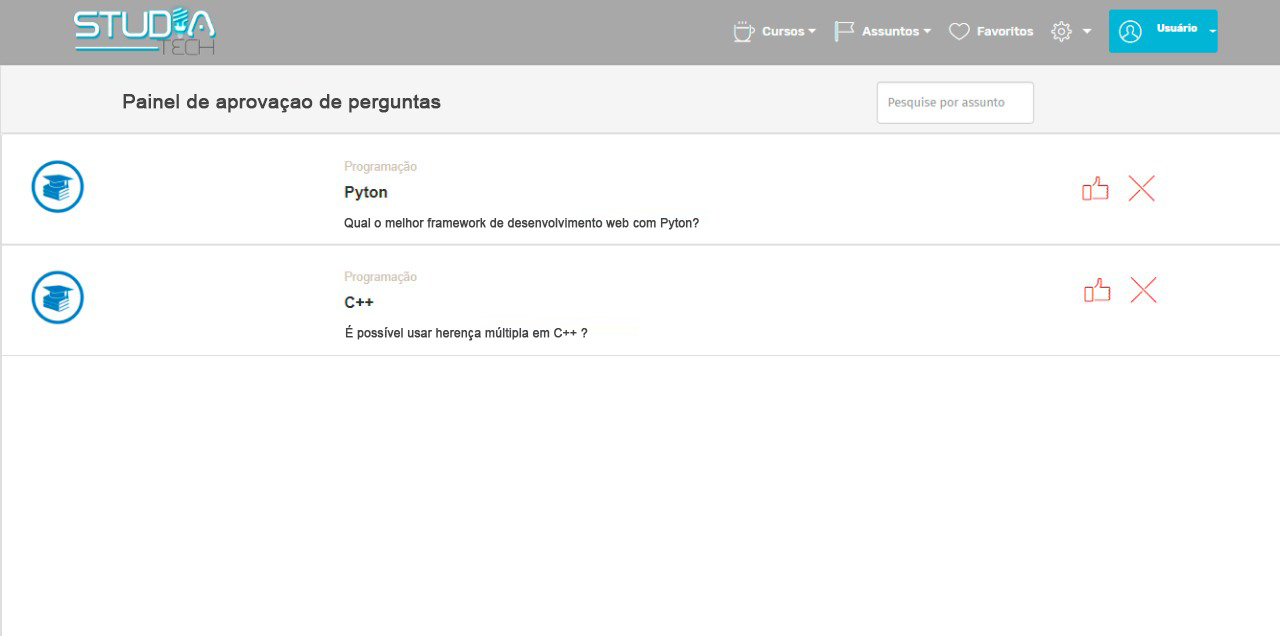 STUDIA
TECH
Cursos
Assuntos
Favoritos
Usuário
Painel de aprovaçao de perguntas
Pesquise por assunto
Programação
Pyton
Qual o melhor framework de desenvolvimento web com Pyton?
Programação
C++
É possível usar herença múltipla em C++ ?